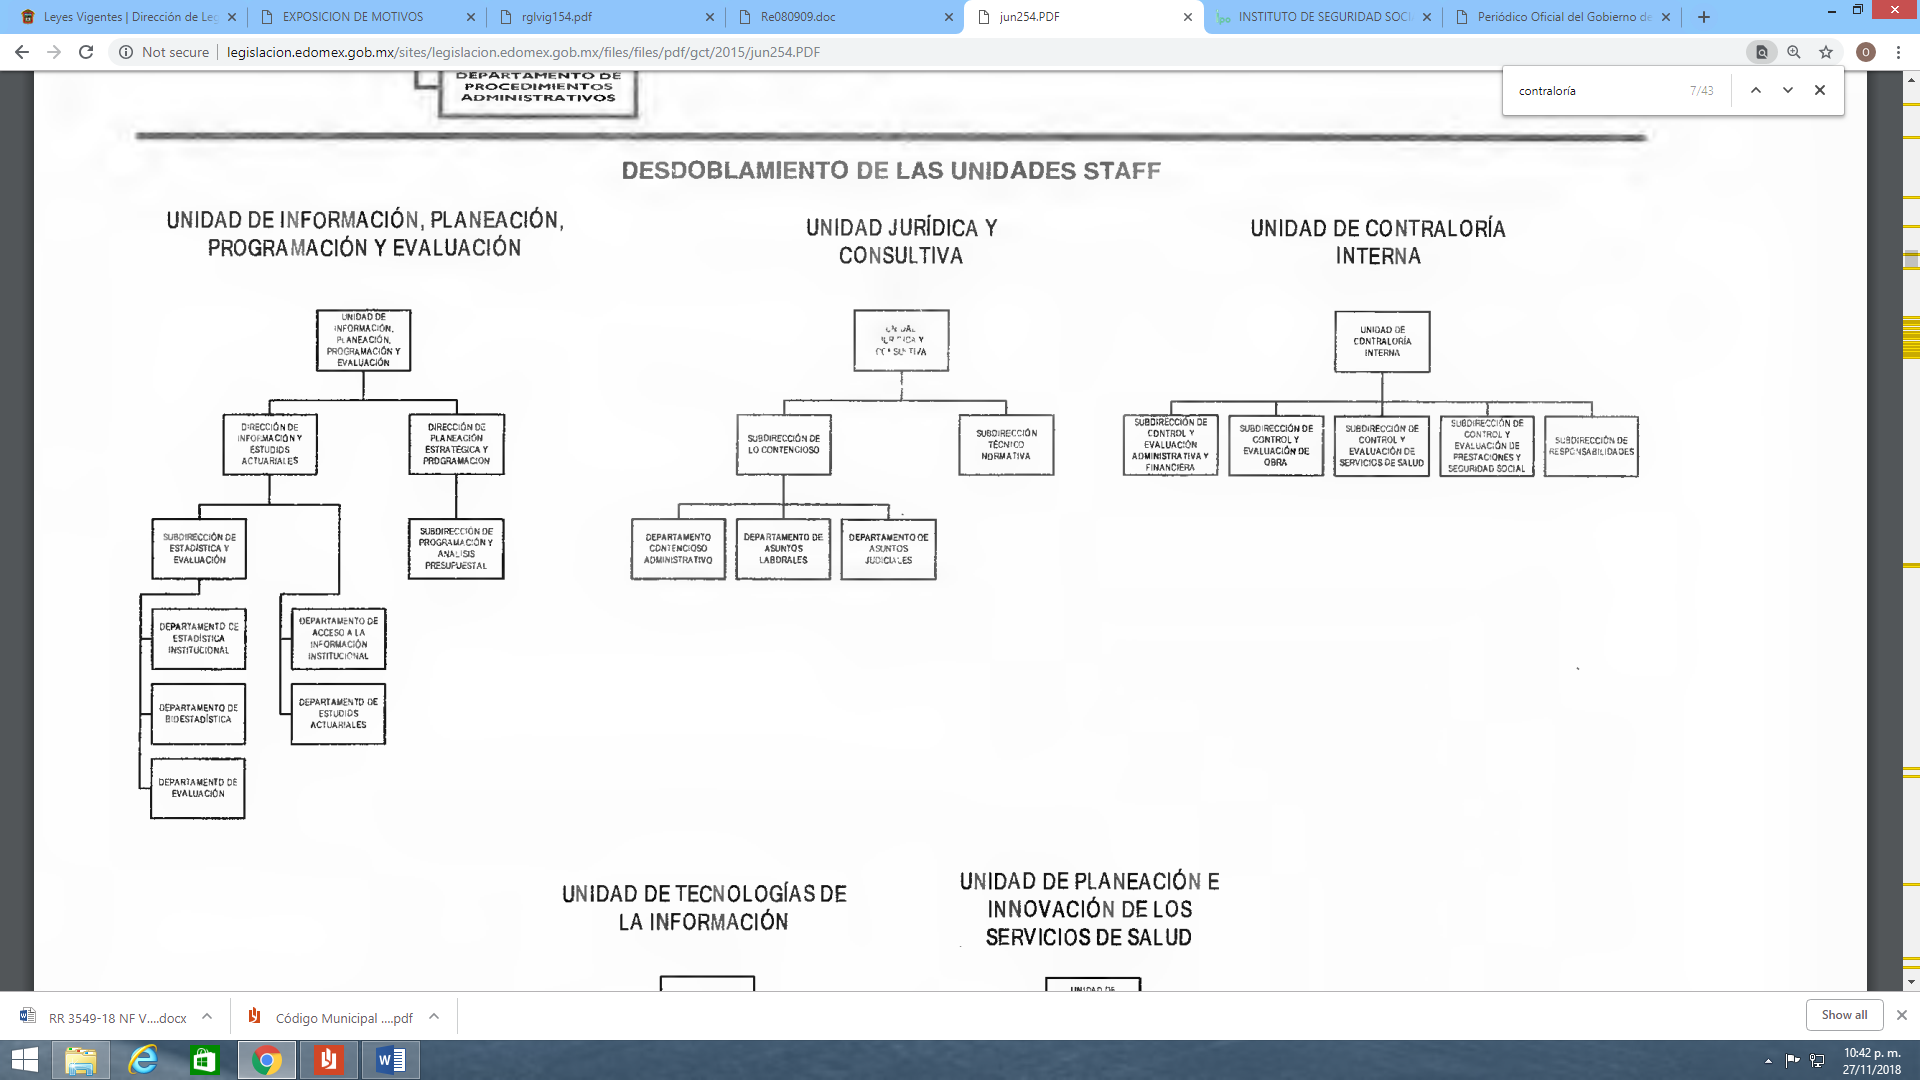 Leyes Vigentes | Dirección de Leg
EXPOSICION DE MOTIVOS
rglvig154.pdf
Re080909.doc
jun254.PDF
INSTITUTO DE SEGURIDAD SOCI
Periódico Oficial del Gobierno de
Not secure
legislacion.edomex.gob.mx/sites/legislacion.edomex.gob.mx/files/files/pdf/gct/2015/jun254.PDF
contraloría
7/43
DEPARTAMENTO DE
PROCEDIMIENTOS
ADMINISTRATIVOS
DESDOBLAMIENTO DE LAS UNIDADES STAFF
UNIDAD DE INFORMACIÓN, PLANEACIÓN,
PROGRAMACIÓN Y EVALUACIÓN
UNIDAD DE
INFORMACIÓN,
PLANEACIÓN,
PROGRAMACIÓN Y
EVALUACIÓN
DIRECCIÓN DE
INFORMACIÓN Y
ESTUDIOS
ACTUARIALES
DIRECCIÓN DE
PLANEACIÓN
ESTRATÉGICA Y
PROGRAMACION
SUBDIRECCIÓN DE
ESTADÍSTICA Y
EVALUACIÓN
SUBDIRECCIÓN DE
PROGRAMACIÓN Y
ANALISIS
PRESUPUESTAL
DEPARTAMENTO DE
ESTADÍSTICA
INSTITUCIONAL
DEPARTAMENTO DE
ACCESO A LA
INFORMACIÓN
INSTITUCIONAL
DEPARTAMENTO DE
BIOESTADÍSTICA
DEPARTAMENTO DE
ESTUDIOS
ACTUARIALES
DEPARTAMENTO DE
EVALUACIÓN
UNIDAD JURÍDICA Y
CONSULTIVA
UNIDAD
JURÍDICA Y
CONSULTIVA
SUBDIRECCIÓN DE
LO CONTENCIOSO
SUBDIRECCIÓN
TÉCNICO
NORMATIVA
DEPARTAMENTO
CONTENCIOSO
ADMINISTRATIVO
DEPARTAMENTO DE
ASUNTOS
LABORALES
DEPARTAMENTO DE
ASUNTOS
JUDICIALES
UNIDAD DE CONTRALORÍA
INTERNA
UNIDAD DE
CONTRALORÍA
INTERNA
SUBDIRECCIÓN DE
CONTROL Y
EVALUACIÓN
ADMINISTRATIVA Y
FINANCIERA
SUBDIRECCIÓN DE
CONTROL Y
EVALUACIÓN DE
OBRA
SUBDIRECCIÓN DE
CONTROL Y
EVALUACIÓN DE
SERVICIOS DE SALUD
SUBDIRECCIÓN DE
CONTROL Y
EVALUACIÓN DE
PRESTACIONES Y
SEGURIDAD SOCIAL
SUBDIRECCIÓN DE
RESPONSABILIDADES
UNIDAD DE TECNOLOGÍAS DE
LA INFORMACIÓN
UNIDAD DE PLANEACIÓN E
INNOVACIÓN DE LOS
SERVICIOS DE SALUD
UNIDAD DE
RR 3549-18 NF V....docx
Código Municipal ....pdf
Show all
10:42 p. m.
27/11/2018